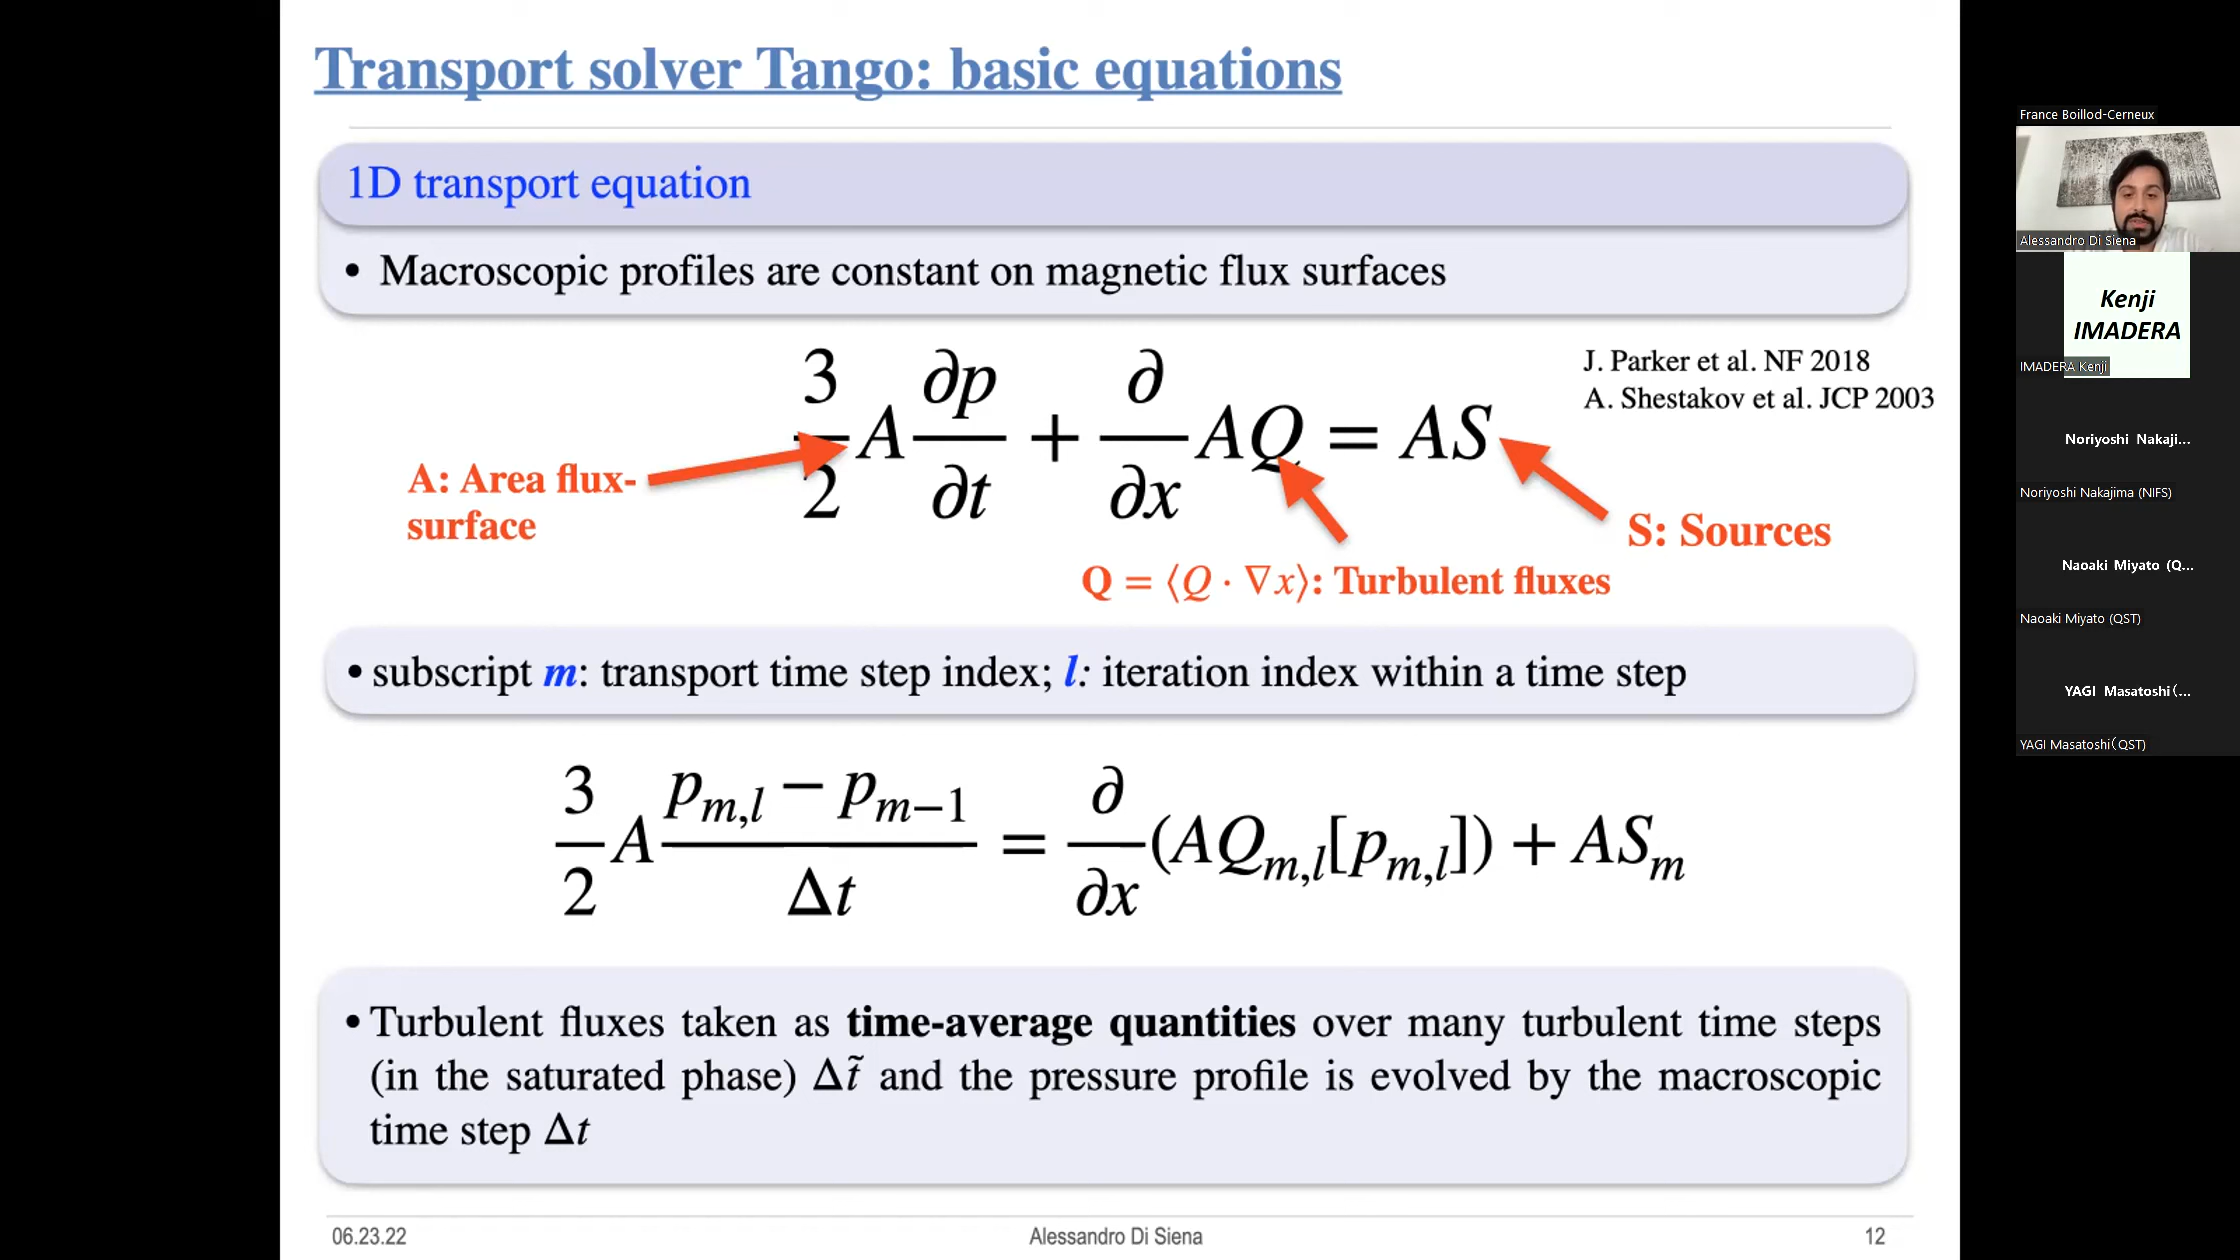 Transport solver Tango: basic equations
1D transport equation
• Macroscopic profiles are constant on magnetic flux surfaces
3/2 A ∂p/∂t + ∂/∂x AQ = AS
J. Parker et al. NF 2018
A. Shestakov et al. JCP 2003
A: Area flux-
surface
S: Sources
Q = ⟨Q · ∇x⟩: Turbulent fluxes
• subscript m: transport time step index; l: iteration index within a time step
3/2 A (p_{m,l} − p_{m−1})/Δt = ∂/∂x (AQ_{m,l}[p_{m,l}]) + AS_m
• Turbulent fluxes taken as time-average quantities over many turbulent time steps
(in the saturated phase) Δt̃ and the pressure profile is evolved by the macroscopic
time step Δt
06.23.22
Alessandro Di Siena
12
France Boillod-Cerneux
Alessandro Di Siena
Kenji
IMADERA
IMADERA Kenji
Noriyoshi Nakaji...
Noriyoshi Nakajima (NIFS)
Naoaki Miyato (Q...
Naoaki Miyato (QST)
YAGI Masatoshi(...
YAGI Masatoshi(QST)